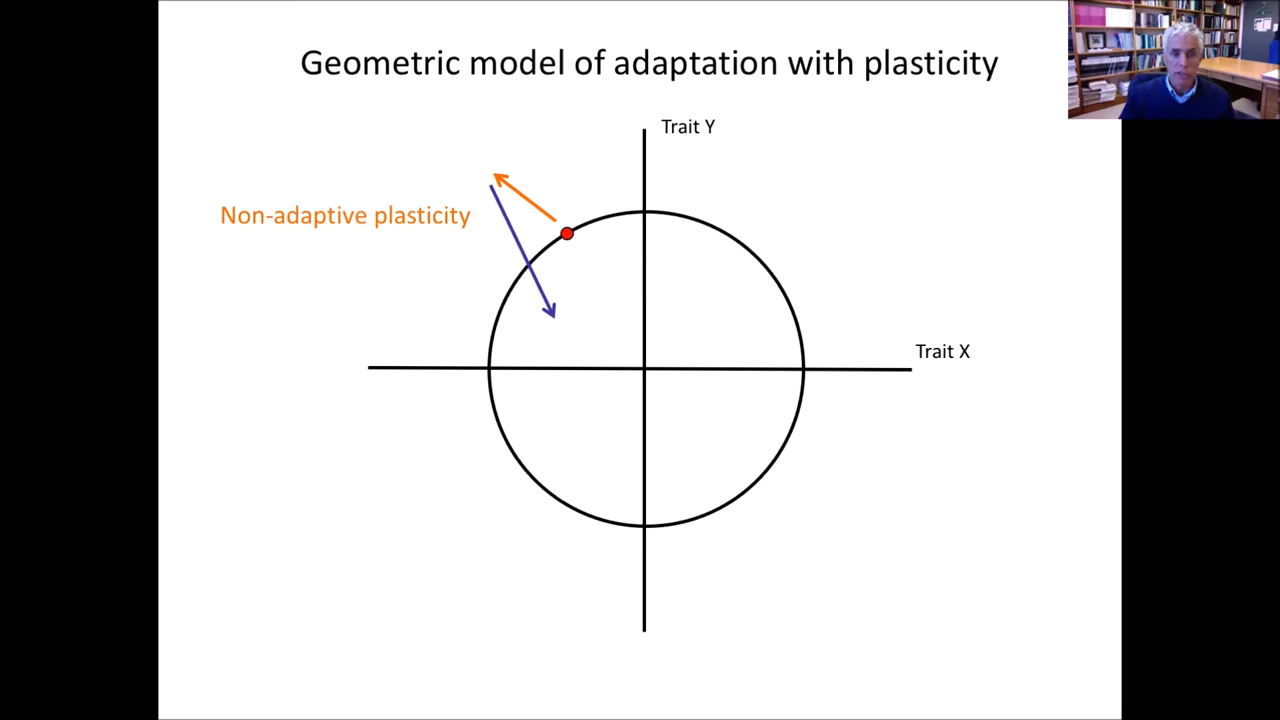 Geometric model of adaptation with plasticity
Trait Y
Non-adaptive plasticity
Trait X